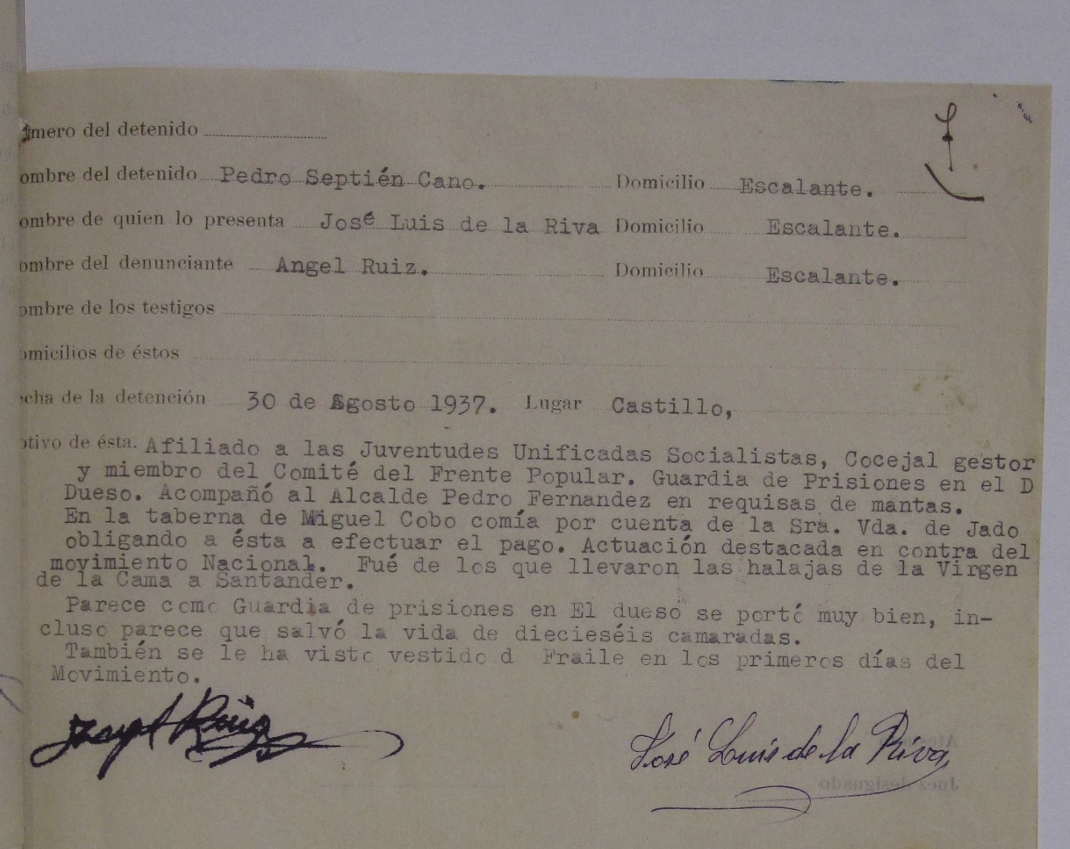 mero del detenido
ombre del detenido Pedro Septién Cano. Domicilio Escalante.
ombre de quien lo presenta José Luis de la Riva Domicilio Escalante.
ombre del denunciante Angel Ruiz. Domicilio Escalante.
ombre de los testigos
omicilios de éstos
cha de la detención 30 de Agosto 1937. Lugar Castillo,
otivo de ésta. Afiliado a las Juventudes Unificadas Socialistas, Cocejal gestor
y miembro del Comité del Frente Popular. Guardia de Prisiones en el D
Dueso. Acompañó al Alcalde Pedro Fernandez en requisas de mantas.
En la taberna de Miguel Cobo comía por cuenta de la Sra. Vda. de Jado
obligando a ésta a efectuar el pago. Actuación destacada en contra del
movimiento Nacional. Fué de los que llevaron las halajas de la Virgen
de la Cama a Santander.
Parece como Guardia de prisiones en El dueso se portó muy bien, in-
cluso parece que salvó la vida de diecieséis camaradas.
También se le ha visto vestido d Fraile en los primeros días del
Movimiento.
Angel Ruiz José Luis de la Riva
Juez designado